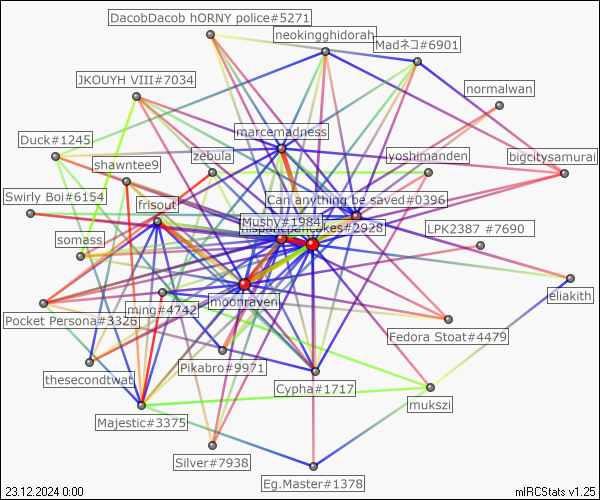 DacobDacob hORNY police#5271
neokingghidorah
Madネコ#6901
JKOUYH VIII#7034
normalwan
marcemadness
Duck#1245
zebula
yoshimanden
bigcitysamurai
shawntee9
Swirly Boi#6154
frisout
Can anything be saved#0396
Mushy#1984
cakes#2928
LPK2387 #7690
somass
eliakith
moonraven
ming#4742
Pocket Persona#3326
Fedora Stoat#4479
Pikabro#9971
thesecondtwat
Cypha#1717
mukszi
Majestic#3375
Silver#7938
Eg.Master#1378
23.12.2024 0:00
mIRCStats v1.25